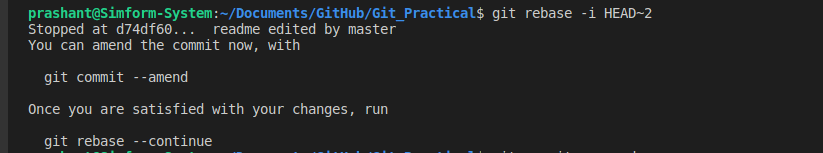 prashant@Simform-System:~/Documents/GitHub/Git_Practical$ git rebase -i HEAD~2
Stopped at d74df60...  readme edited by master
You can amend the commit now, with
  git commit --amend
Once you are satisfied with your changes, run
  git rebase --continue